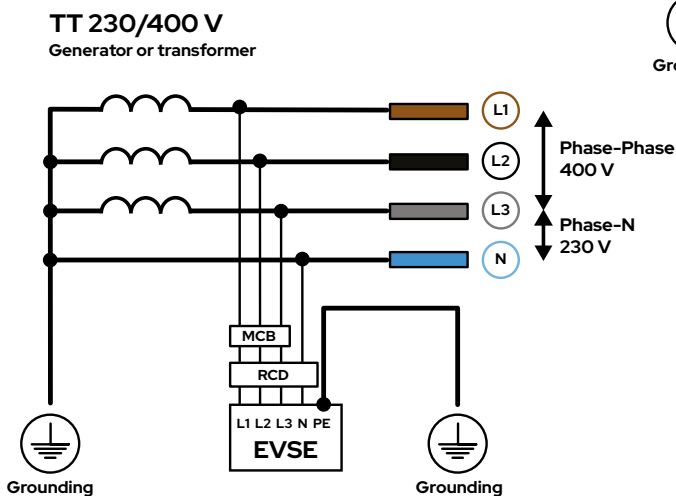 TT 230/400 V
Generator or transformer
Grou
L1
L2
L3
N
Phase-Phase
400 V
Phase-N
230 V
MCB
RCD
L1 L2 L3 N PE
EVSE
Grounding
Grounding